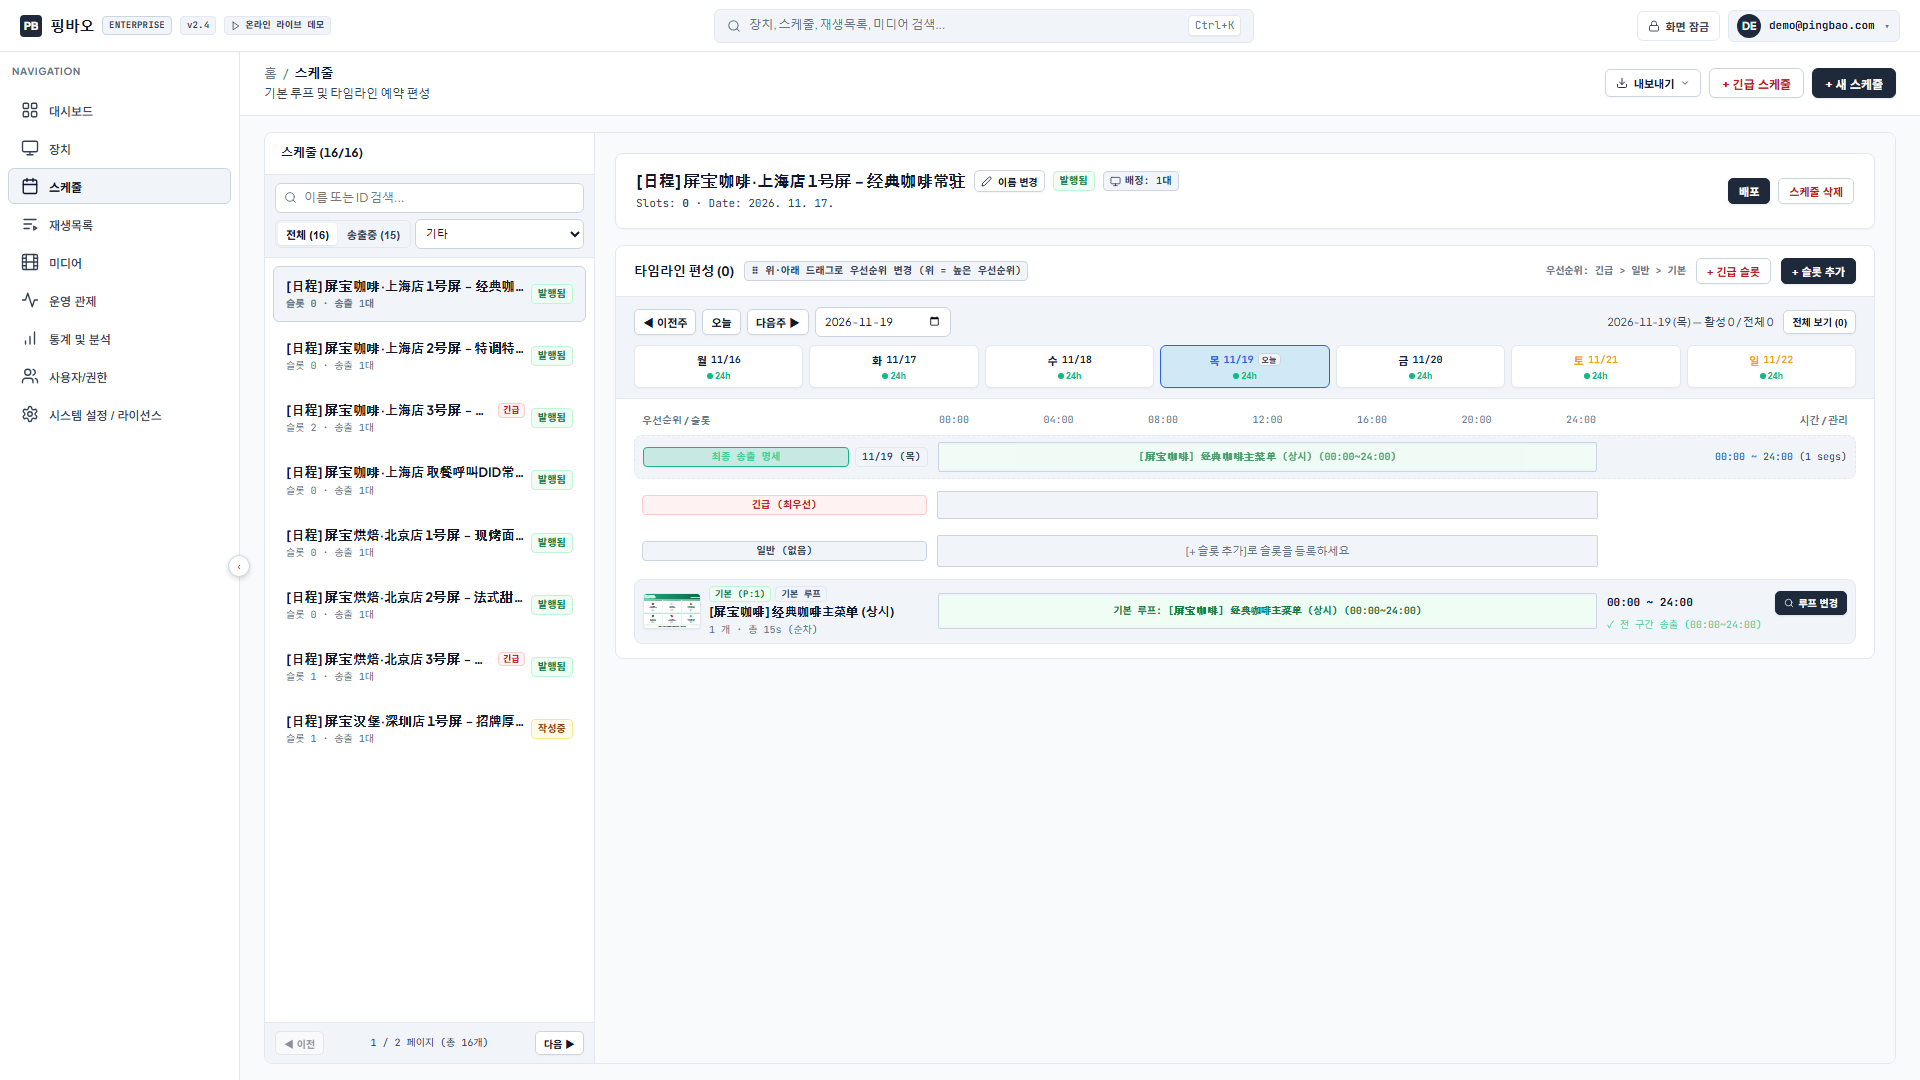 PB 핑바오 ENTERPRISE v2.4 온라인 라이브 데모
장치, 스케줄, 재생목록, 미디어 검색... Ctrl+K
화면 잠금
DE demo@pingbao.com
NAVIGATION
대시보드
장치
스케줄
재생목록
미디어
운영 관제
통계 및 분석
사용자/권한
시스템 설정 / 라이선스
홈 / 스케줄
기본 루프 및 타임라인 예약 편성
내보내기
+ 긴급 스케줄
+ 새 스케줄
스케줄 (16/16)
이름 또는 ID 검색...
전체 (16) 송출중 (15) 기타
[日程] 屏宝咖啡·上海店 1号屏 – 经典咖... 발행됨
슬롯 0 · 송출 1대
[日程] 屏宝咖啡·上海店 2号屏 – 特调特... 발행됨
슬롯 0 · 송출 1대
[日程] 屏宝咖啡·上海店 3号屏 – ... 긴급 발행됨
슬롯 2 · 송출 1대
[日程] 屏宝咖啡·上海店 取餐呼叫DID常... 발행됨
슬롯 0 · 송출 1대
[日程] 屏宝烘焙·北京店 1号屏 – 现烤面... 발행됨
슬롯 0 · 송출 1대
[日程] 屏宝烘焙·北京店 2号屏 – 法式甜... 발행됨
슬롯 0 · 송출 1대
[日程] 屏宝烘焙·北京店 3号屏 – ... 긴급 발행됨
슬롯 1 · 송출 1대
[日程] 屏宝汉堡·深圳店 1号屏 – 招牌厚... 작성중
슬롯 1 · 송출 1대
◀ 이전 1 / 2 페이지 (총 16개) 다음 ▶
[日程] 屏宝咖啡·上海店 1号屏 – 经典咖啡常驻 이름 변경 발행됨 배정: 1대
Slots: 0 · Date: 2026. 11. 17.
배포 스케줄 삭제
타임라인 편성 (0) ⠿ 위·아래 드래그로 우선순위 변경 (위 = 높은 우선순위)
우선순위: 긴급 > 일반 > 기본 + 긴급 슬롯 + 슬롯 추가
◀ 이전주 오늘 다음주 ▶ 2026-11-19
2026-11-19 (목) — 활성 0 / 전체 0 전체 보기 (0)
월 11/16 화 11/17 수 11/18 목 11/19 오늘 금 11/20 토 11/21 일 11/22
24h 24h 24h 24h 24h 24h 24h
우선순위 / 슬롯 00:00 04:00 08:00 12:00 16:00 20:00 24:00 시간 / 관리
최종 송출 명세 11/19 (목) [屏宝咖啡] 经典咖啡主菜单 (상시) (00:00~24:00) 00:00 ~ 24:00 (1 segs)
긴급 (최우선)
일반 (없음) [+ 슬롯 추가]로 슬롯을 등록하세요
기본 (P:1) 기본 루프
[屏宝咖啡] 经典咖啡主菜单 (상시)
1 개 · 총 15s (순차)
기본 루프: [屏宝咖啡] 经典咖啡主菜单 (상시) (00:00~24:00)
00:00 ~ 24:00
✓ 전 구간 송출 (00:00~24:00)
루프 변경